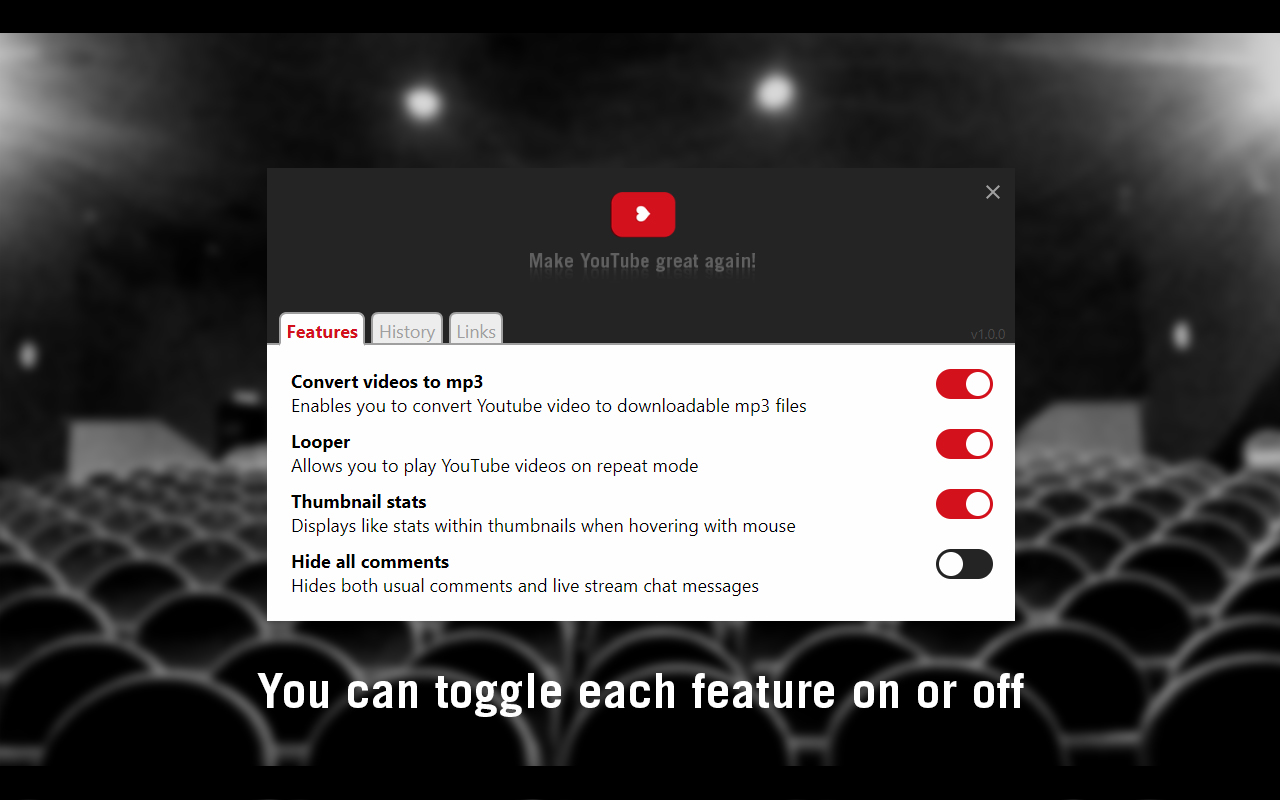 Make YouTube great again!
Features
History
Links
v1.0.0
Convert videos to mp3
Enables you to convert Youtube video to downloadable mp3 files
Looper
Allows you to play YouTube videos on repeat mode
Thumbnail stats
Displays like stats within thumbnails when hovering with mouse
Hide all comments
Hides both usual comments and live stream chat messages
You can toggle each feature on or off